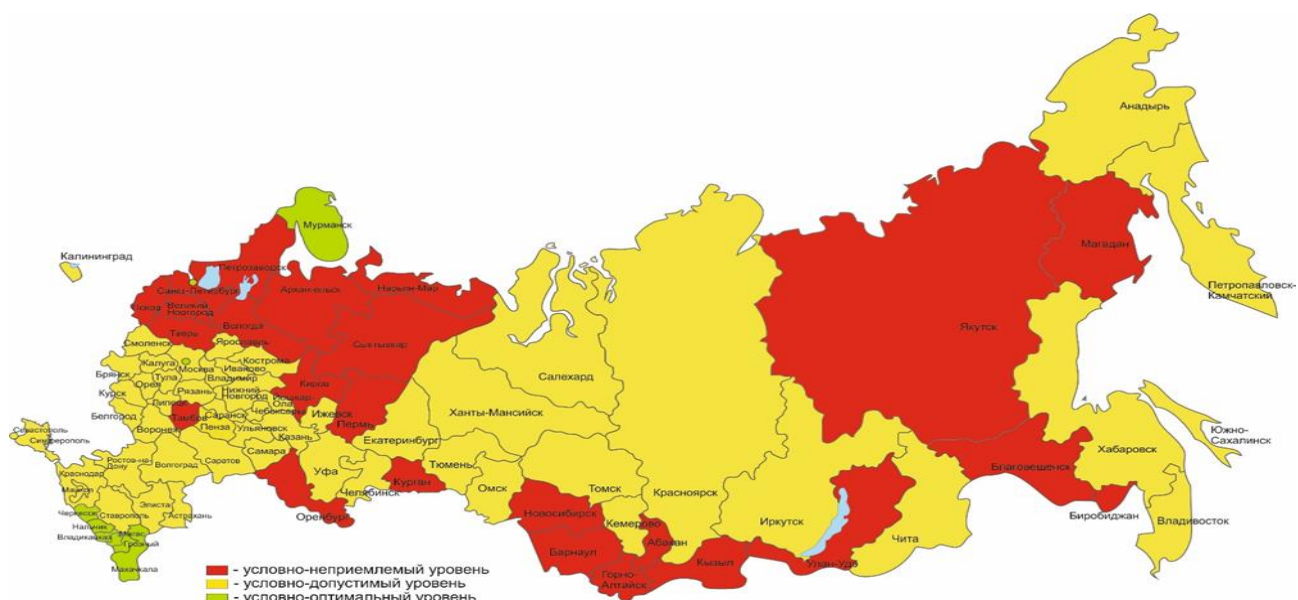 Анадырь
Мурманск
Магадан
Калининград
Петрозаводск
Архангельск
Нарьян-Мар
Петропавловск-
Камчатский
Санкт-Петербург
Псков
Великий
Новгород
Вологда
Якутск
Тверь
Сыктывкар
Смоленск
Ярославль
Кострома
Калуга
Москва
Иваново
Брянск
Тула
Владимир
Салехард
Орел
Рязань
Нижний
Новгород
Киров
Йошкар-
Ола
Курск
Липецк
Чебоксары
Ижевск
Ханты-Мансийск
Белгород
Тамбов
Саранск
Пермь
Воронеж
Пенза
Ульяновск
Казань
Екатеринбург
Южно-
Сахалинск
Севастополь
Симферополь
Самара
Хабаровск
Ростов-на-
Дону
Волгоград
Саратов
Уфа
Тюмень
Благовещенск
Краснодар
Челябинск
Омск
Томск
Красноярск
Майкоп
Курган
Элиста
Новосибирск
Кемерово
Иркутск
Биробиджан
Владивосток
Черкесск
Ставрополь
Астрахань
Оренбург
Нальчик
Магас
Абакан
Чита
Владикавказ
Грозный
Барнаул
Кызыл
Улан-Удэ
Махачкала
Горно-
Алтайск
- условно-неприемлемый уровень
- условно-допустимый уровень
- условно-оптимальный уровень